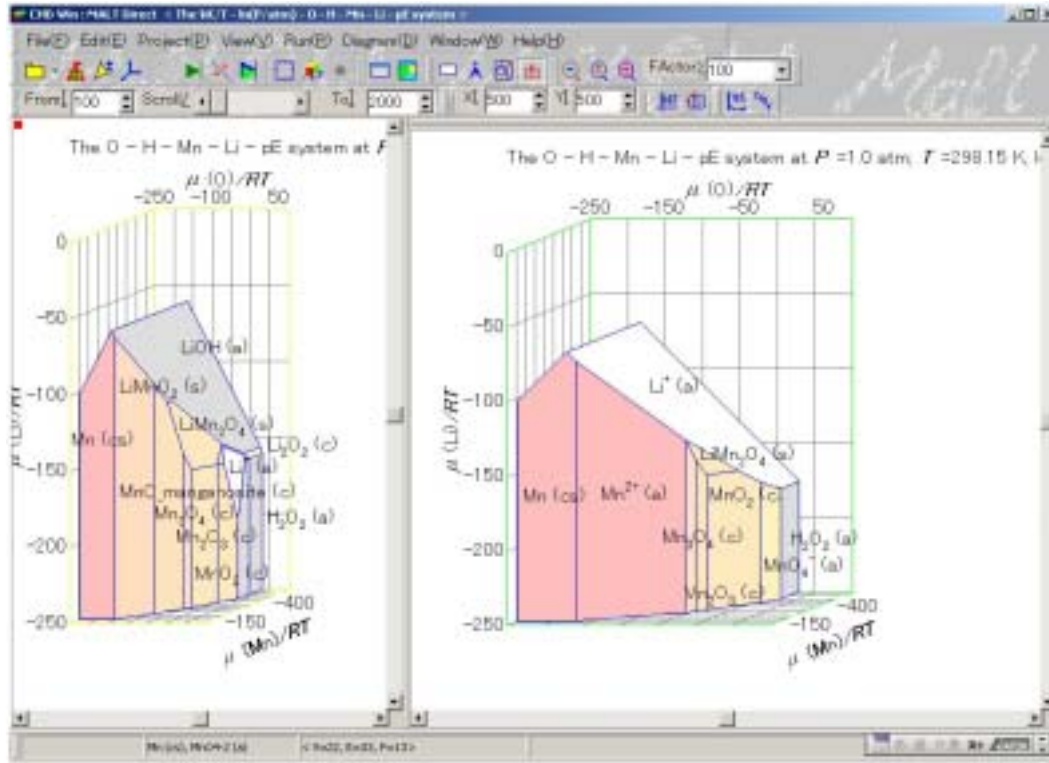 CHD Win : MALT Direct < The O - H - Mn - Li - pE system >
File(F) Edit(E) Project(P) View(V) Run(R) Diagram(D) Window(W) Help(H)
FActor: 100
From 100 Scroll To 2000 X 500 Y 500
The O - H - Mn - Li - pE system at P
μ (O)/RT
-250 -100 50
0
-50
-100
-150
-200
-250
μ (Li)/RT
LiOH (a)
LiMnO₂ (s)
LiMn₂O₄ (s)
Li₂O₂ (c)
Mn (cs)
MnO_manganosite (c)
Mn₃O₄ (c)
H₂O₂ (a)
Mn₂O₃ (c)
MnO₂ (c)
-400
-150
μ (Mn)/RT
The O - H - Mn - Li - pE system at P =1.0 atm, T =298.15 K,
μ (O)/RT
-250 -150 -50 50
0
-50
-100
-150
-200
-250
μ (Li)/RT
Li⁺ (a)
LiMn₂O₄ (s)
Mn (cs)
Mn²⁺ (a)
MnO₂ (c)
Mn₃O₄ (c)
H₂O₂ (a)
MnO₄⁻ (a)
Mn₂O₃ (c)
-400
-150
μ (Mn)/RT